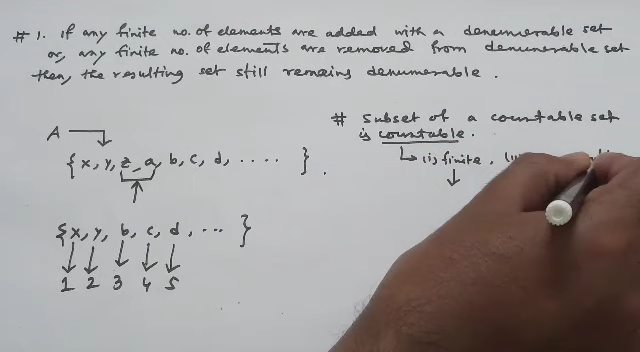 # 1. If any finite no. of elements are added with a denumerable set
or, any finite no. of elements are removed from denumerable set
then, the resulting set still remains denumerable.
# Subset of a countable set
is countable.
(i) finite,
A
{x, y, z, a, b, c, d, .... }.
{x, y, b, c, d, ... }
1 2 3 4 5